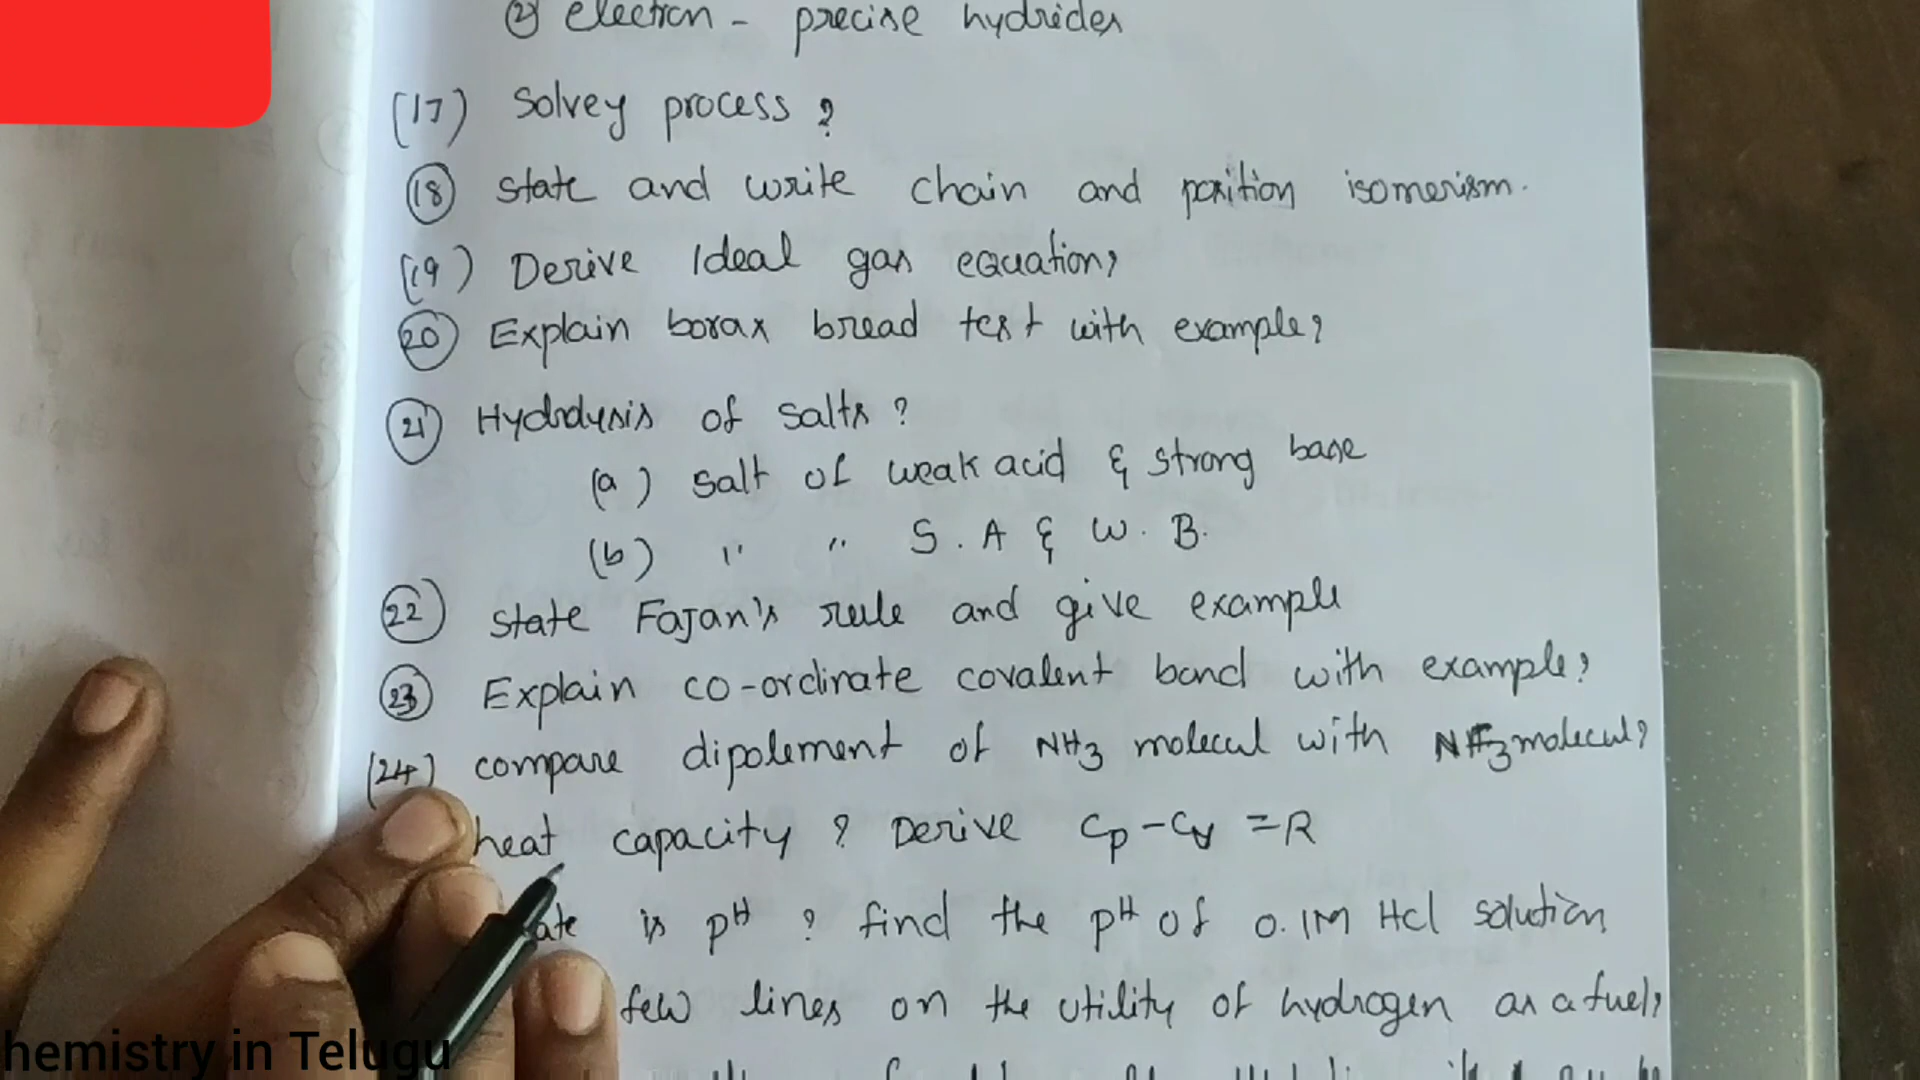 (2) electron - precise hydrides
(17) Solvey process ?
(18) state and write chain and position isomerism.
(19) Derive Ideal gas equation?
(20) Explain borax bread test with example?
(21) Hydrolysis of salts ?
(a) salt of weak acid & strong base
(b) " " S. A & W. B.
(22) state Fajan's rule and give example
(23) Explain co-ordinate covalent bond with example?
(24) compare dipolement of NH3 molecul with NF3 molecul?
heat capacity ? Derive Cp-Cv =R
is pH ? find the pH of 0.1M Hcl solution
few lines on the utility of hydrogen as a fuel?
hemistry in Telugu